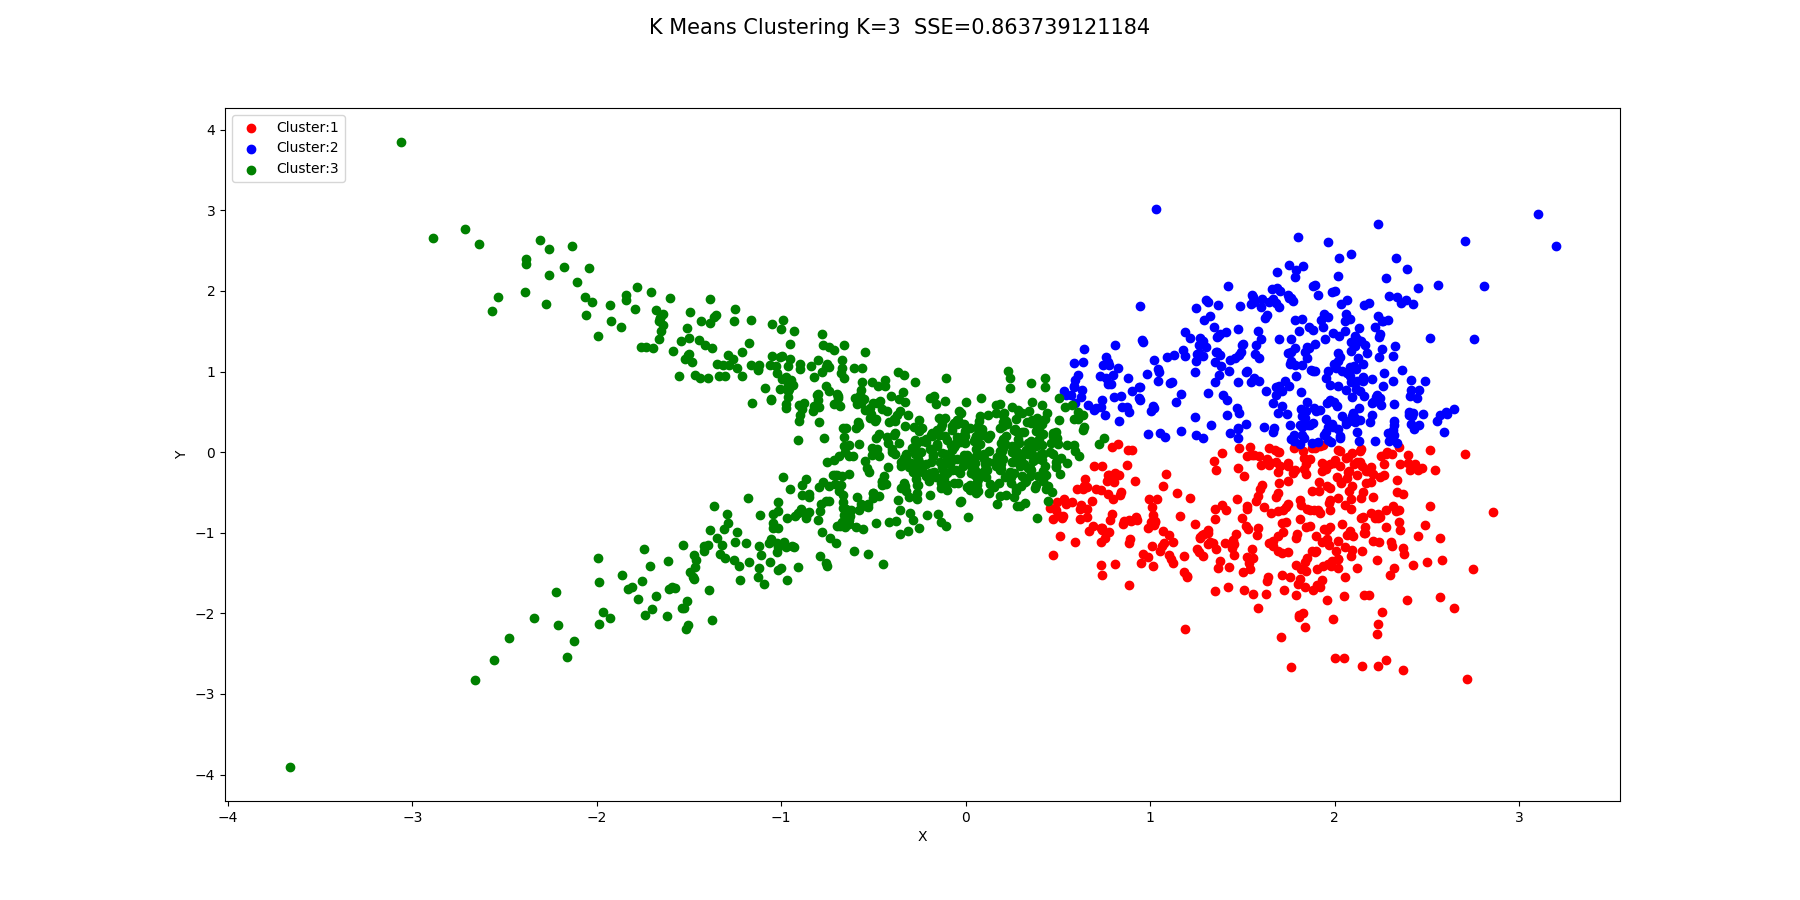 K Means Clustering K=3  SSE=0.863739121184
Cluster:1
Cluster:2
Cluster:3
4
3
2
1
0
−1
−2
−3
−4
Y
−4 −3 −2 −1 0 1 2 3
X